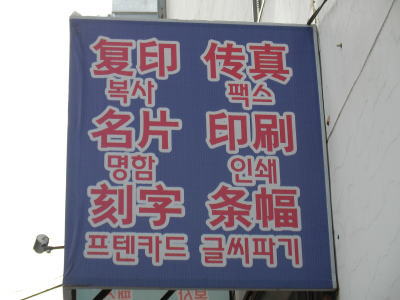 复印 传真
복사 팩스
名片 印刷
명함 인쇄
刻字 条幅
프텐카드 글씨파기